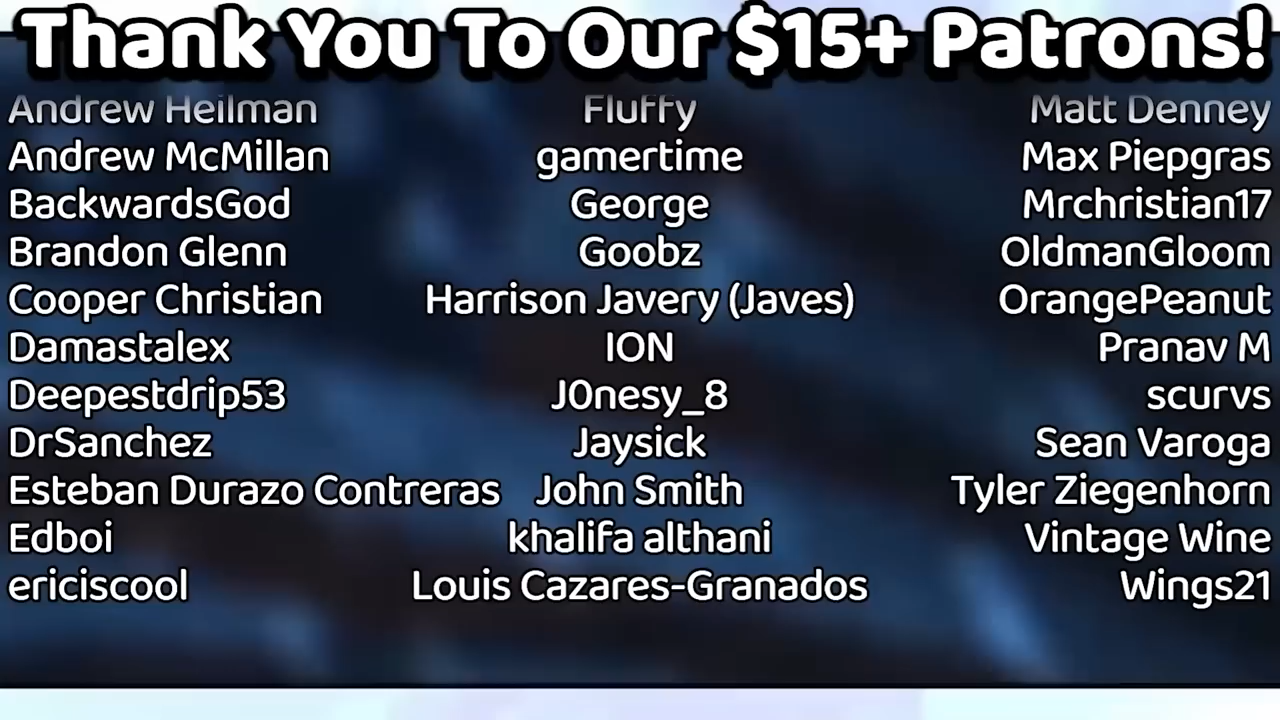 Thank You To Our $15+ Patrons!
Andrew Heilman
Andrew McMillan
BackwardsGod
Brandon Glenn
Cooper Christian
Damastalex
Deepestdrip53
DrSanchez
Esteban Durazo Contreras
Edboi
ericiscool
Fluffy
gamertime
George
Goobz
Harrison Javery (Javes)
ION
J0nesy_8
Jaysick
John Smith
khalifa althani
Louis Cazares-Granados
Matt Denney
Max Piepgras
Mrchristian17
OldmanGloom
OrangePeanut
Pranav M
scurvs
Sean Varoga
Tyler Ziegenhorn
Vintage Wine
Wings21